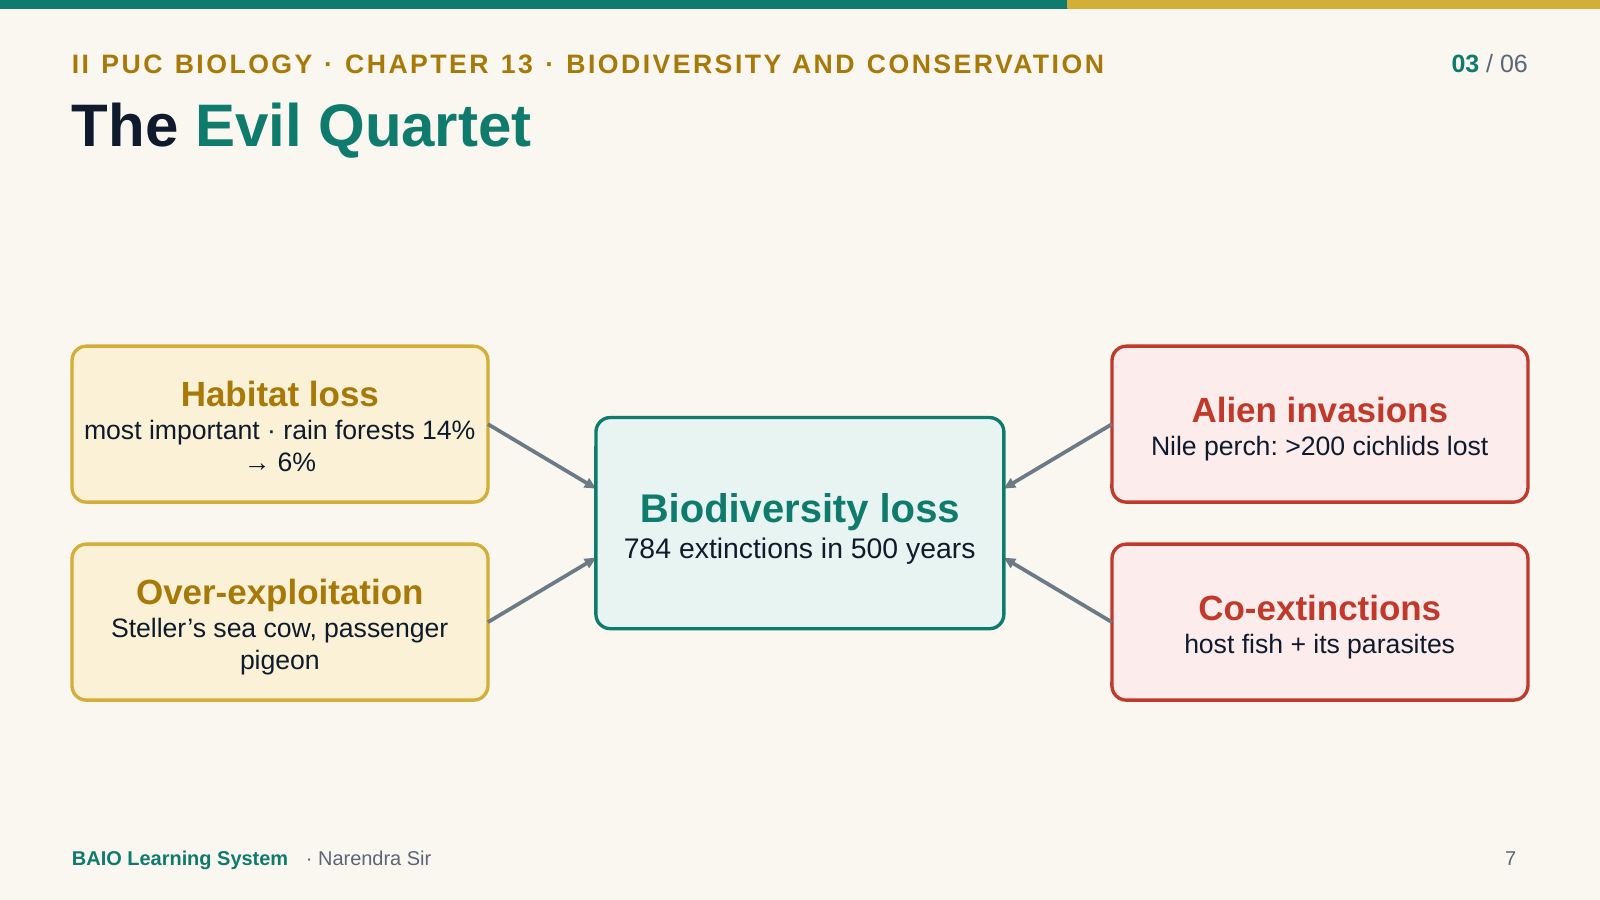 II PUC BIOLOGY · CHAPTER 13 · BIODIVERSITY AND CONSERVATION
03 / 06
The Evil Quartet
Habitat loss
most important · rain forests 14%
→ 6%
Over-exploitation
Steller’s sea cow, passenger
pigeon
Biodiversity loss
784 extinctions in 500 years
Alien invasions
Nile perch: >200 cichlids lost
Co-extinctions
host fish + its parasites
BAIO Learning System · Narendra Sir
7